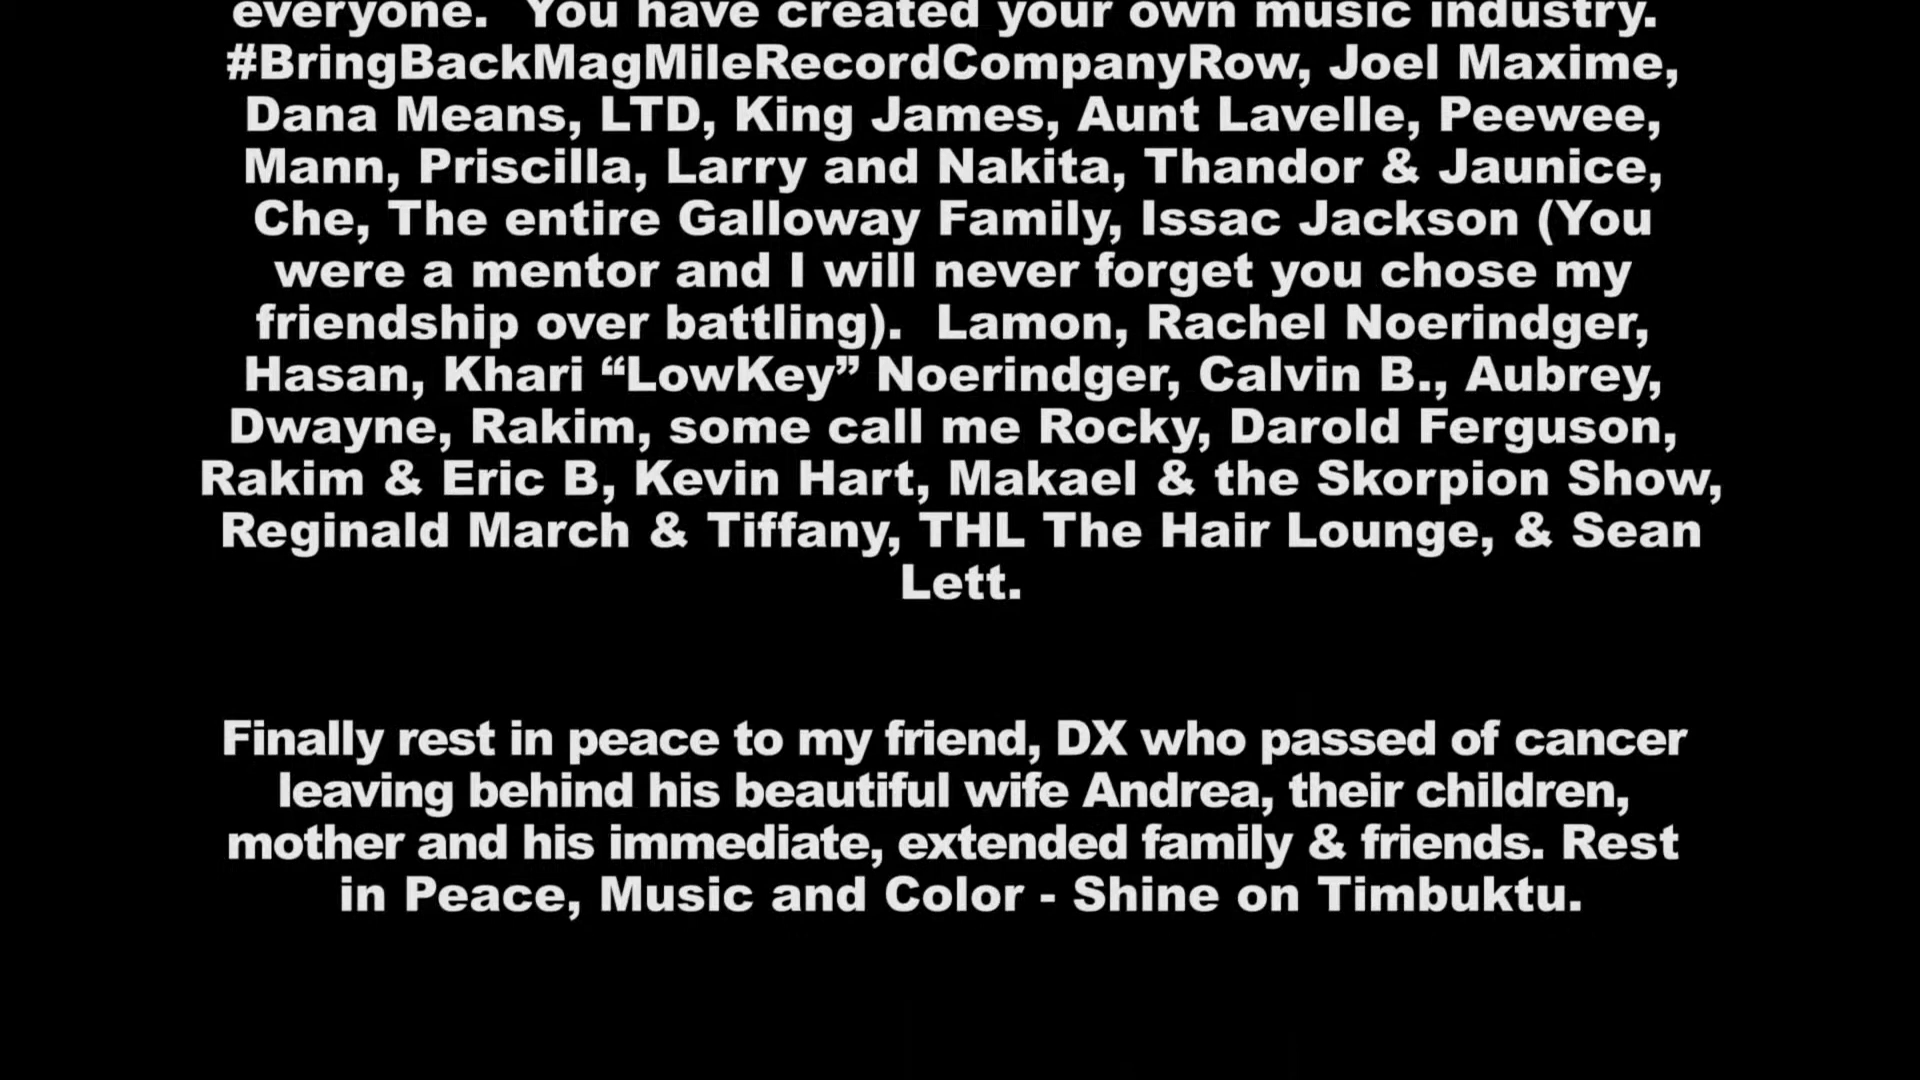 everyone.  You have created your own music industry.
#BringBackMagMileRecordCompanyRow, Joel Maxime,
Dana Means, LTD, King James, Aunt Lavelle, Peewee,
Mann, Priscilla, Larry and Nakita, Thandor & Jaunice,
Che, The entire Galloway Family, Issac Jackson (You
were a mentor and I will never forget you chose my
friendship over battling).  Lamon, Rachel Noerindger,
Hasan, Khari “LowKey” Noerindger, Calvin B., Aubrey,
Dwayne, Rakim, some call me Rocky, Darold Ferguson,
Rakim & Eric B, Kevin Hart, Makael & the Skorpion Show,
Reginald March & Tiffany, THL The Hair Lounge, & Sean
Lett.
Finally rest in peace to my friend, DX who passed of cancer
leaving behind his beautiful wife Andrea, their children,
mother and his immediate, extended family & friends. Rest
in Peace, Music and Color - Shine on Timbuktu.